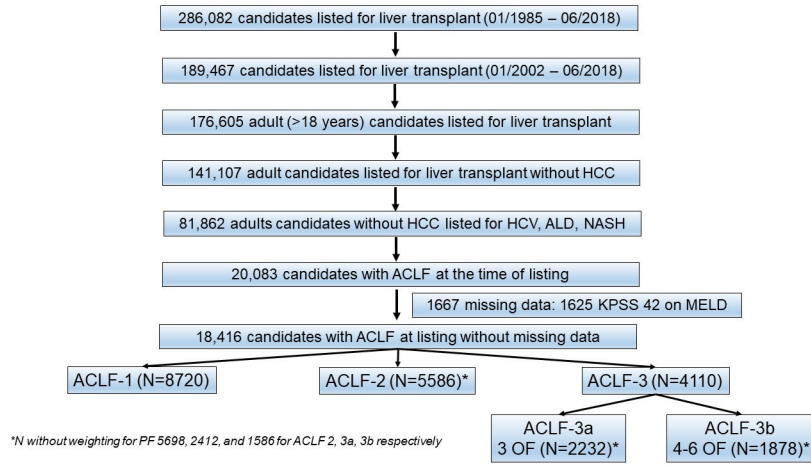 286,082 candidates listed for liver transplant (01/1985 – 06/2018)
189,467 candidates listed for liver transplant (01/2002 – 06/2018)
176,605 adult (>18 years) candidates listed for liver transplant
141,107 adult candidates listed for liver transplant without HCC
81,862 adults candidates without HCC listed for HCV, ALD, NASH
20,083 candidates with ACLF at the time of listing
1667 missing data: 1625 KPSS 42 on MELD
18,416 candidates with ACLF at listing without missing data
ACLF-1 (N=8720)
ACLF-2 (N=5586)*
ACLF-3 (N=4110)
ACLF-3a
3 OF (N=2232)*
ACLF-3b
4-6 OF (N=1878)*
*N without weighting for PF 5698, 2412, and 1586 for ACLF 2, 3a, 3b respectively